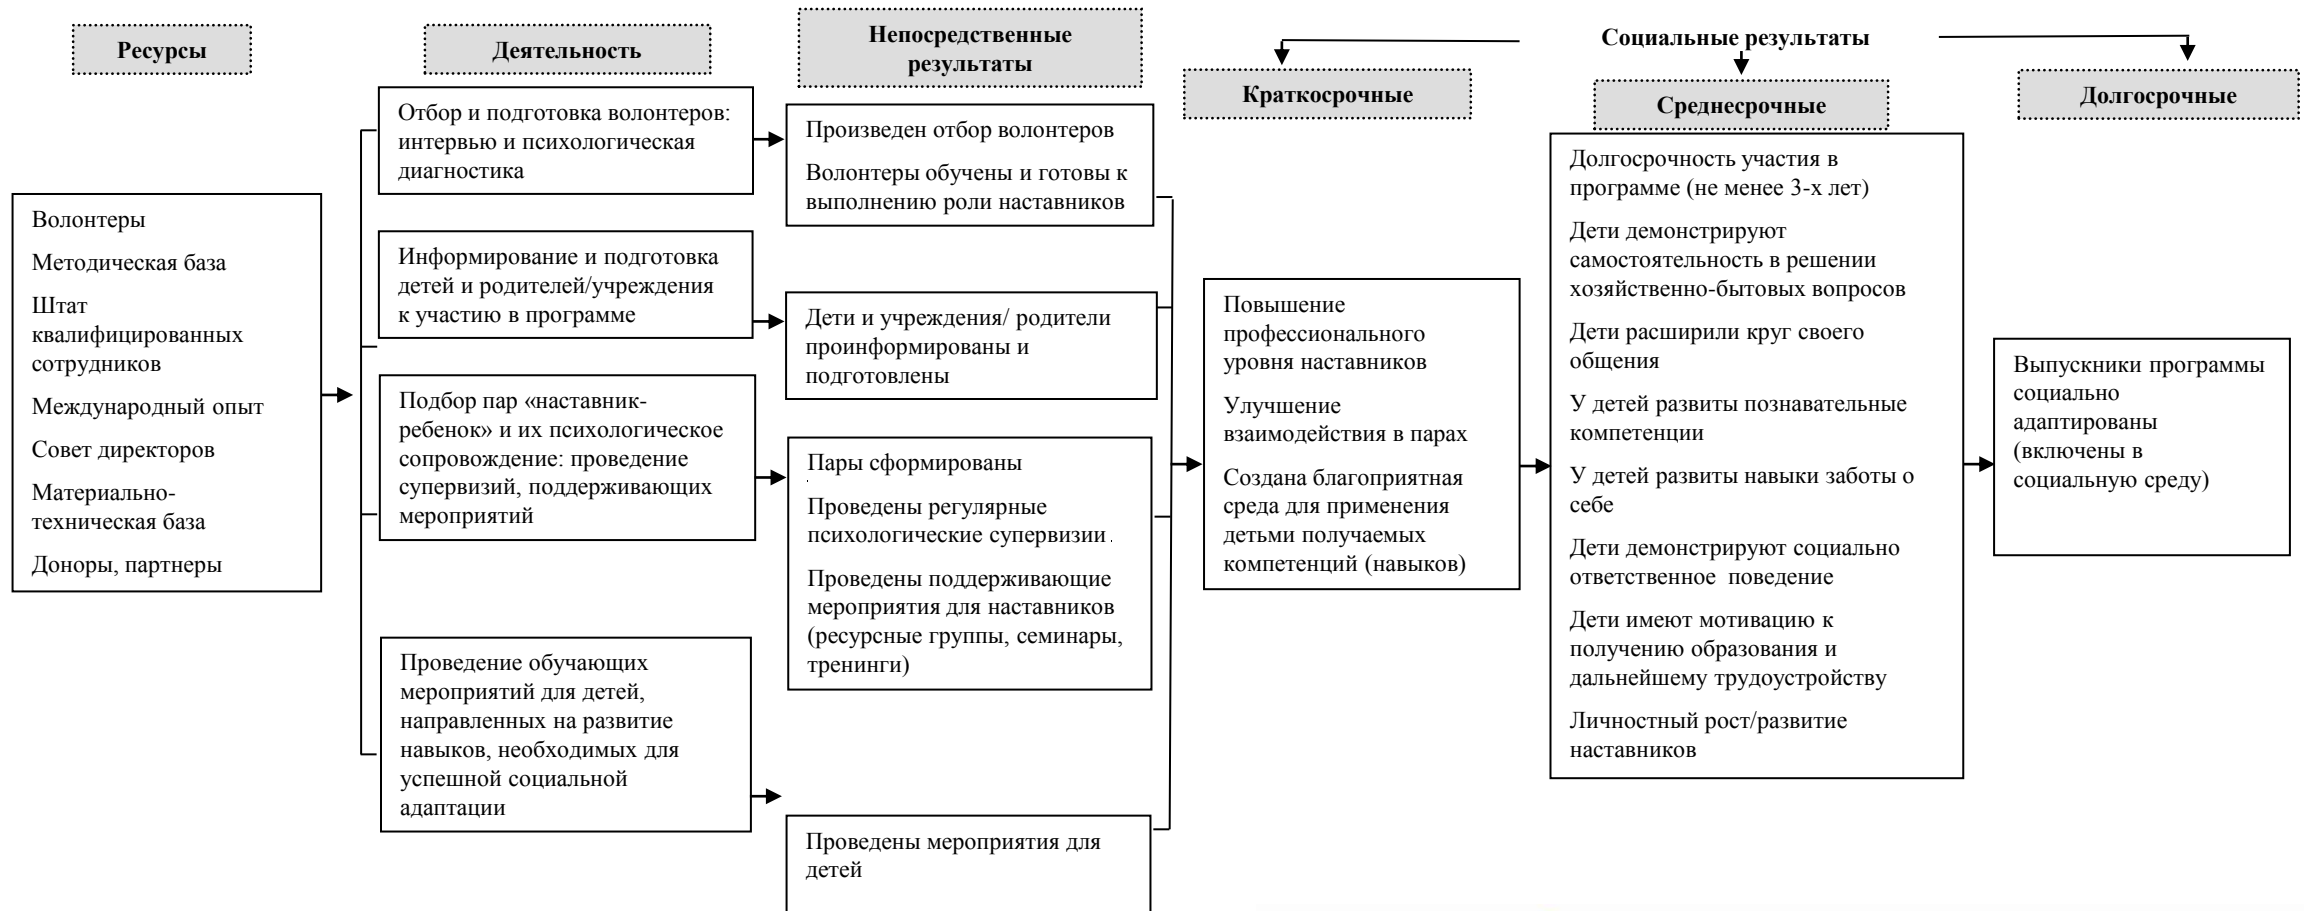 Ресурсы
Деятельность
Непосредственные
результаты
Социальные результаты
Краткосрочные
Среднесрочные
Долгосрочные
Волонтеры
Методическая база
Штат
квалифицированных
сотрудников
Международный опыт
Совет директоров
Материально-
техническая база
Доноры, партнеры
Отбор и подготовка волонтеров:
интервью и психологическая
диагностика
Информирование и подготовка
детей и родителей/учреждения
к участию в программе
Подбор пар «наставник-
ребенок» и их психологическое
сопровождение: проведение
супервизий, поддерживающих
мероприятий
Проведение обучающих
мероприятий для детей,
направленных на развитие
навыков, необходимых для
успешной социальной
адаптации
Произведен отбор волонтеров
Волонтеры обучены и готовы к
выполнению роли наставников
Дети и учреждения/ родители
проинформированы и
подготовлены
Пары сформированы
Проведены регулярные
психологические супервизии.
Проведены поддерживающие
мероприятия для наставников
(ресурсные группы, семинары,
тренинги)
Проведены мероприятия для
детей
Повышение
профессионального
уровня наставников
Улучшение
взаимодействия в парах
Создана благоприятная
среда для применения
детьми получаемых
компетенций (навыков)
Долгосрочность участия в
программе (не менее 3-х лет)
Дети демонстрируют
самостоятельность в решении
хозяйственно-бытовых вопросов
Дети расширили круг своего
общения
У детей развиты познавательные
компетенции
У детей развиты навыки заботы о
себе
Дети демонстрируют социально
ответственное  поведение
Дети имеют мотивацию к
получению образования и
дальнейшему трудоустройству
Личностный рост/развитие
наставников
Выпускники программы
социально
адаптированы
(включены в
социальную среду)